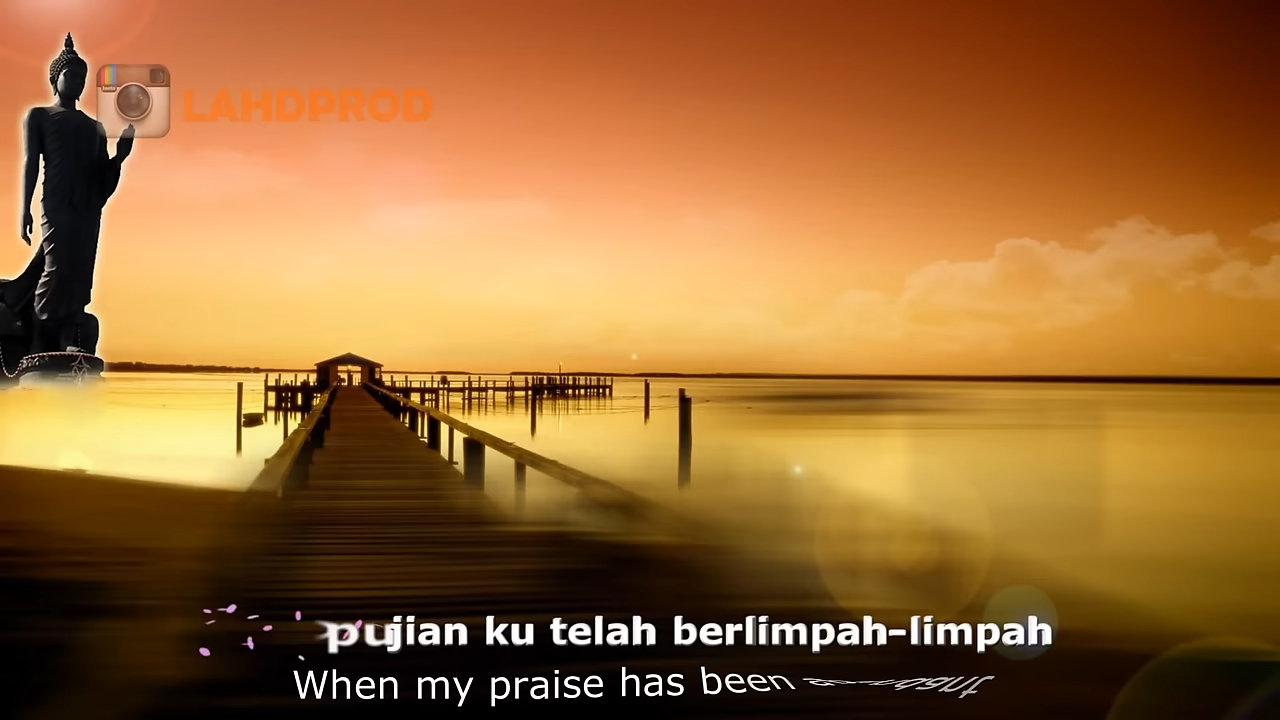 LAHDPROD
pujian ku telah berlimpah-limpah
When my praise has been